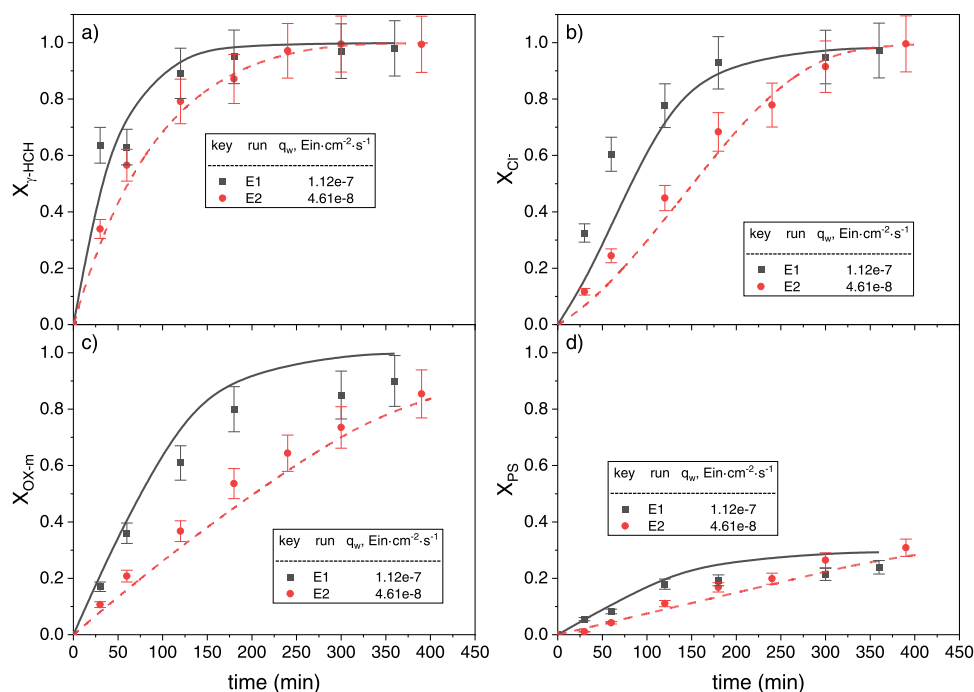 a)
1.0
0.8
0.6
0.4
0.2
0.0
X_γ-HCH
key run q_w, Ein·cm⁻²·s⁻¹
E1 1.12e-7
E2 4.61e-8
b)
1.0
0.8
0.6
0.4
0.2
0.0
X_Cl⁻
key run q_w, Ein·cm⁻²·s⁻¹
E1 1.12e-7
E2 4.61e-8
c)
1.0
0.8
0.6
0.4
0.2
0.0
X_OX-m
key run q_w, Ein·cm⁻²·s⁻¹
E1 1.12e-7
E2 4.61e-8
0 50 100 150 200 250 300 350 400 450
time (min)
d)
1.0
0.8
0.6
0.4
0.2
0.0
X_PS
key run q_w, Ein·cm⁻²·s⁻¹
E1 1.12e-7
E2 4.61e-8
0 50 100 150 200 250 300 350 400 450
time (min)